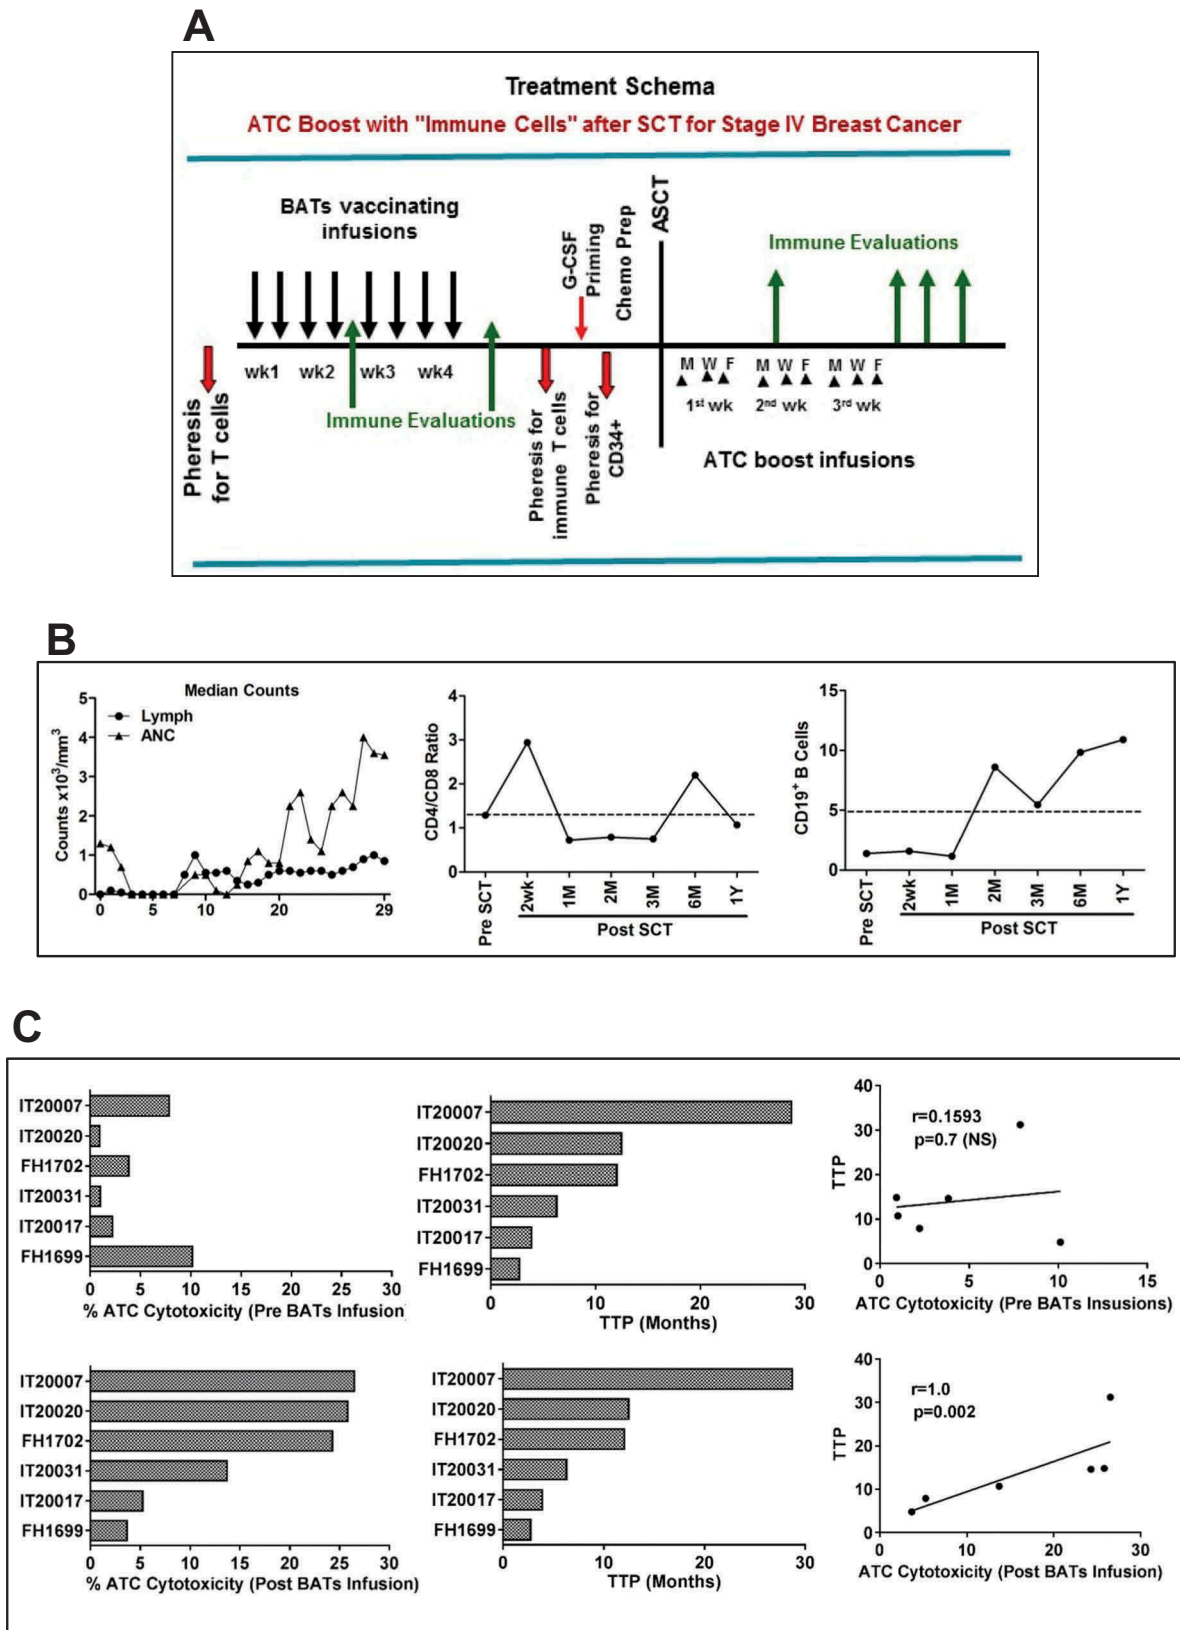 A
Treatment Schema
ATC Boost with "Immune Cells" after SCT for Stage IV Breast Cancer
BATs vaccinating
infusions
G-CSF
Priming
Chemo Prep
ASCT
Immune Evaluations
wk1 wk2 wk3 wk4
Immune Evaluations
Pheresis
for T cells
Pheresis for
immune T cells
Pheresis for
CD34+
M W F M W F M W F
1st wk 2nd wk 3rd wk
ATC boost infusions
B
Median Counts
Lymph
ANC
Counts x10³/mm³
5
4
3
2
1
0
0 5 10 20 29
CD4/CD8 Ratio
4
3
2
1
0
Pre SCT
2wk
1M
2M
3M
6M
1Y
Post SCT
CD19⁺ B Cells
15
10
5
0
Pre SCT
2wk
1M
2M
3M
6M
1Y
Post SCT
C
IT20007
IT20020
FH1702
IT20031
IT20017
FH1699
0 5 10 15 20 25 30
% ATC Cytotoxicity (Pre BATs Infusion
IT20007
IT20020
FH1702
IT20031
IT20017
FH1699
0 10 20 30
TTP (Months)
r=0.1593
p=0.7 (NS)
TTP
40
30
20
10
0
0 5 10 15
ATC Cytotoxicity (Pre BATs Insusions)
IT20007
IT20020
FH1702
IT20031
IT20017
FH1699
0 5 10 15 20 25 30
% ATC Cytotoxicity (Post BATs Infusion)
IT20007
IT20020
FH1702
IT20031
IT20017
FH1699
0 10 20 30
TTP (Months)
r=1.0
p=0.002
TTP
40
30
20
10
0
0 10 20 30
ATC Cytotoxicity (Post BATs Infusion)